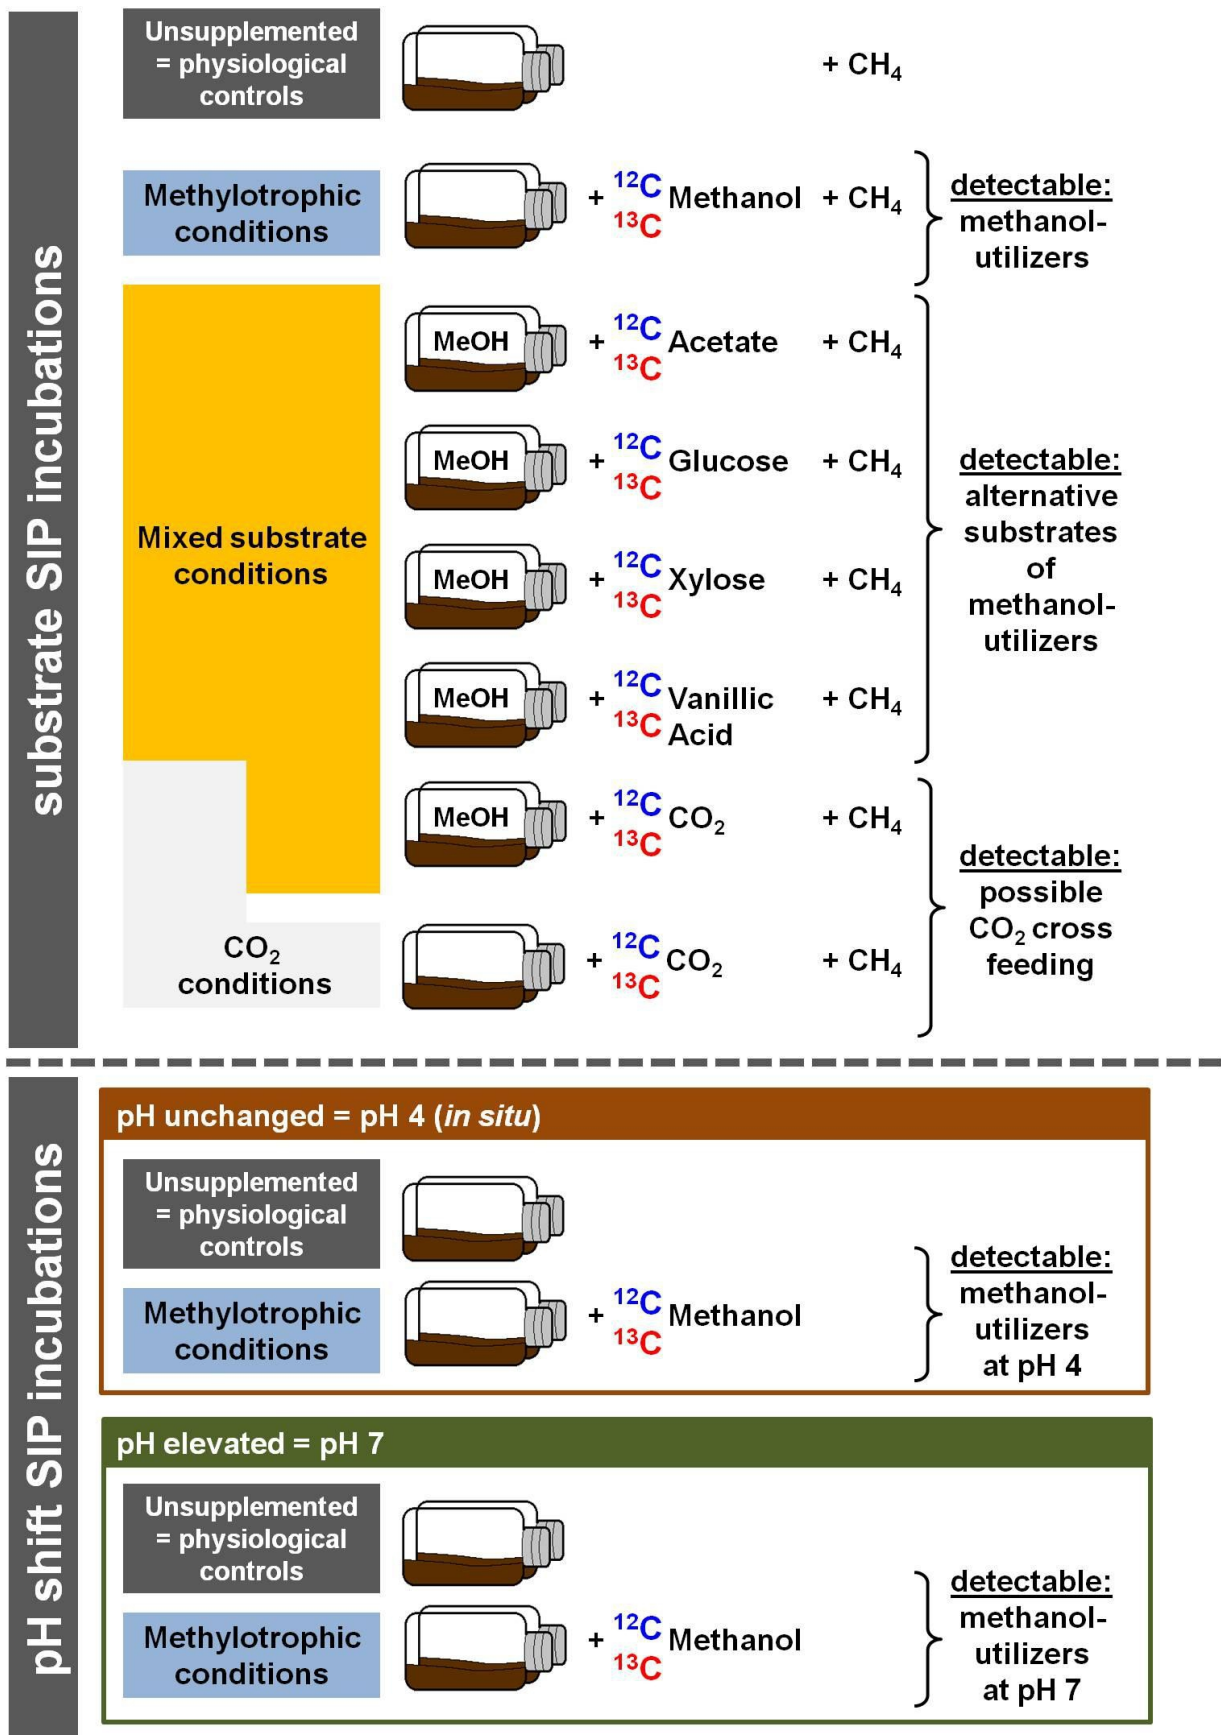 substrate SIP incubations
Unsupplemented
= physiological
controls
+ CH₄
Methylotrophic
conditions
+ ¹²C ¹³C Methanol + CH₄
detectable:
methanol-
utilizers
Mixed substrate
conditions
MeOH + ¹²C ¹³C Acetate + CH₄
MeOH + ¹²C ¹³C Glucose + CH₄
MeOH + ¹²C ¹³C Xylose + CH₄
MeOH + ¹²C ¹³C Vanillic
Acid + CH₄
detectable:
alternative
substrates
of
methanol-
utilizers
MeOH + ¹²C ¹³C CO₂ + CH₄
CO₂
conditions
+ ¹²C ¹³C CO₂ + CH₄
detectable:
possible
CO₂ cross
feeding
pH shift SIP incubations
pH unchanged = pH 4 (in situ)
Unsupplemented
= physiological
controls
Methylotrophic
conditions
+ ¹²C ¹³C Methanol
detectable:
methanol-
utilizers
at pH 4
pH elevated = pH 7
Unsupplemented
= physiological
controls
Methylotrophic
conditions
+ ¹²C ¹³C Methanol
detectable:
methanol-
utilizers
at pH 7